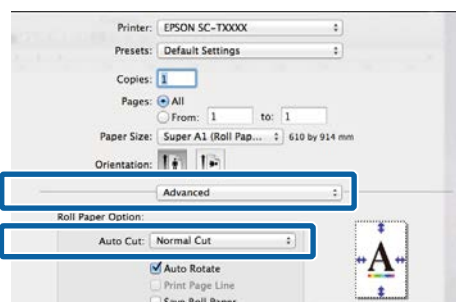 Printer: EPSON SC-TXXXX
Presets: Default Settings
Copies: 1
Pages: All
From: 1 to: 1
Paper Size: Super A1 (Roll Pap... 610 by 914 mm
Orientation:
Advanced
Roll Paper Option:
Auto Cut: Normal Cut
Auto Rotate
Print Page Line
Save Roll Paper
A